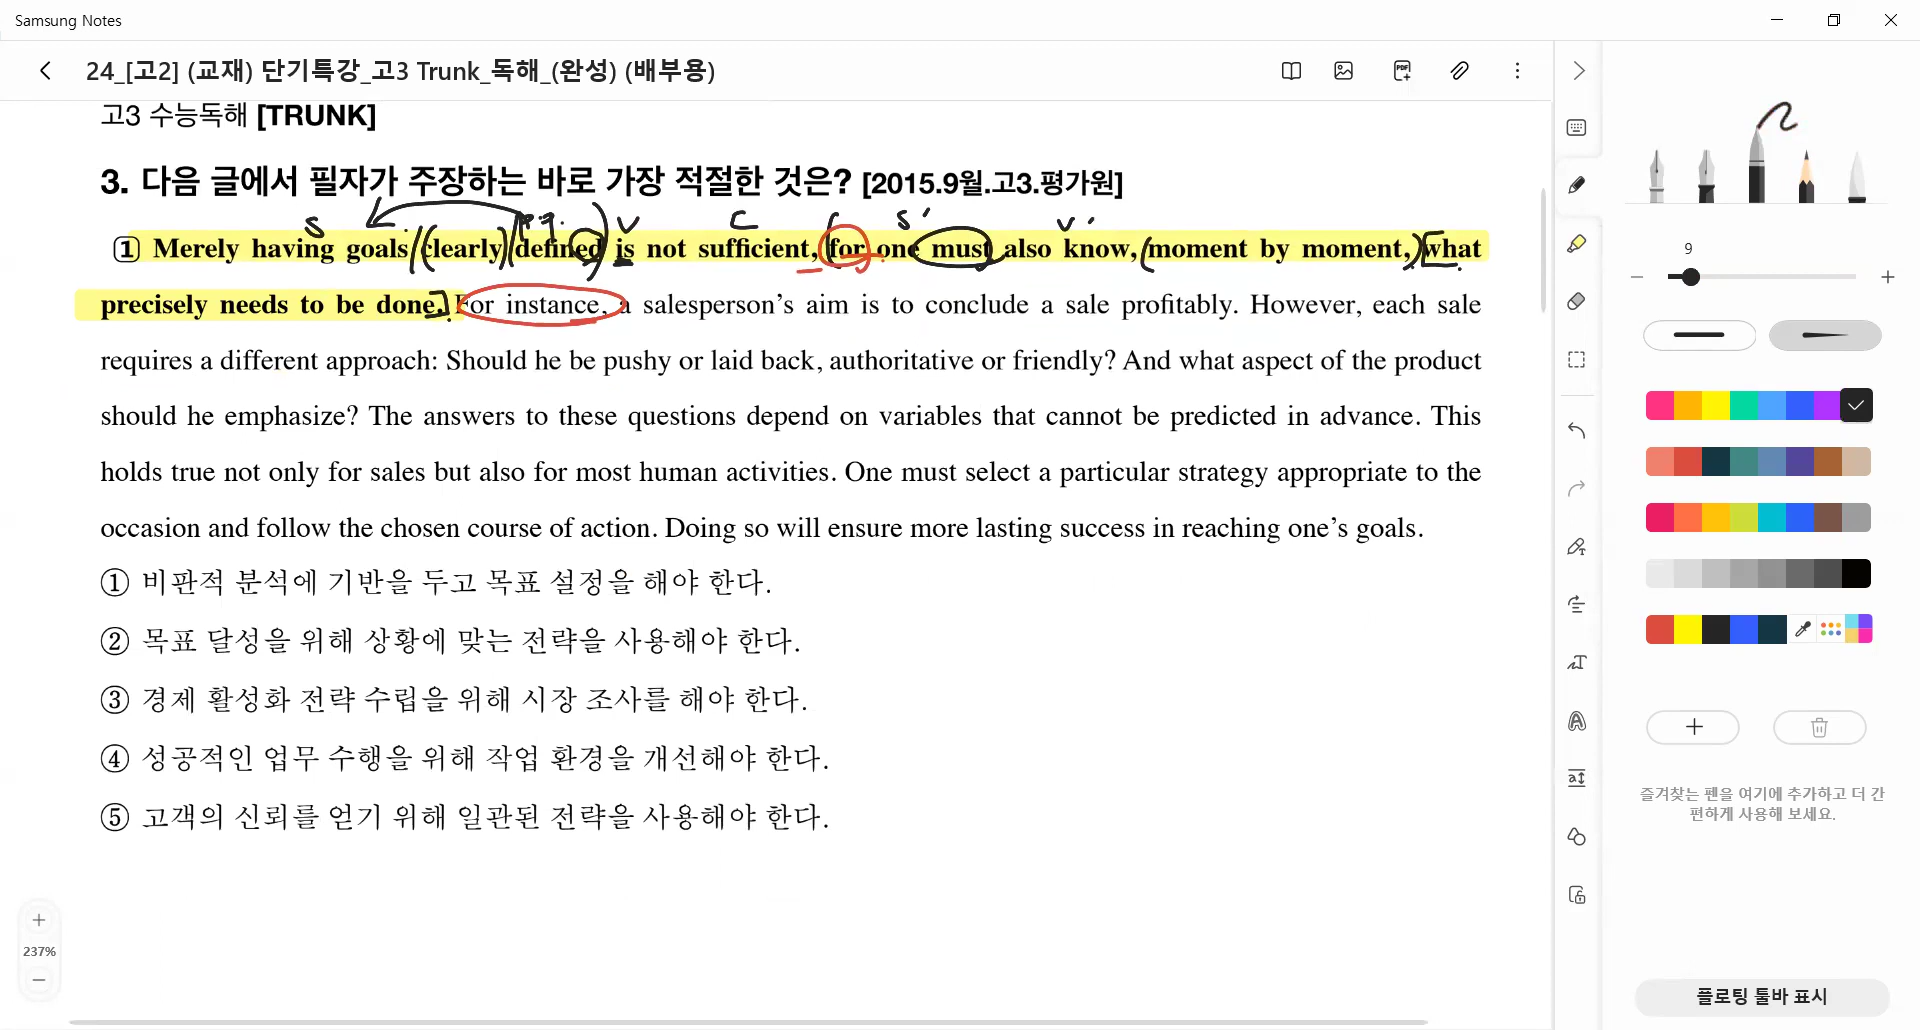 Samsung Notes
24_[고2] (교재) 단기특강_고3 Trunk_독해_(완성) (배부용)
고3 수능독해 [TRUNK]
3. 다음 글에서 필자가 주장하는 바로 가장 적절한 것은? [2015.9월.고3.평가원]
S p.p. V C S' V'
① Merely having goals clearly defined is not sufficient, for one must also know, moment by moment, what
precisely needs to be done. For instance, a salesperson's aim is to conclude a sale profitably. However, each sale
requires a different approach: Should he be pushy or laid back, authoritative or friendly? And what aspect of the product
should he emphasize? The answers to these questions depend on variables that cannot be predicted in advance. This
holds true not only for sales but also for most human activities. One must select a particular strategy appropriate to the
occasion and follow the chosen course of action. Doing so will ensure more lasting success in reaching one's goals.
① 비판적 분석에 기반을 두고 목표 설정을 해야 한다.
② 목표 달성을 위해 상황에 맞는 전략을 사용해야 한다.
③ 경제 활성화 전략 수립을 위해 시장 조사를 해야 한다.
④ 성공적인 업무 수행을 위해 작업 환경을 개선해야 한다.
⑤ 고객의 신뢰를 얻기 위해 일관된 전략을 사용해야 한다.
237%
9
즐겨찾는 펜을 여기에 추가하고 더 간
편하게 사용해 보세요.
플로팅 툴바 표시